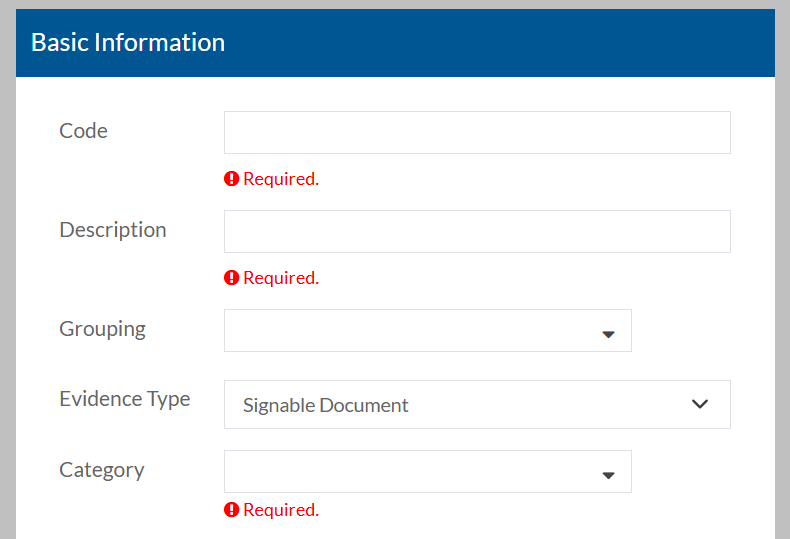 Basic Information
Code
Required.
Description
Required.
Grouping
Evidence Type
Signable Document
Category
Required.